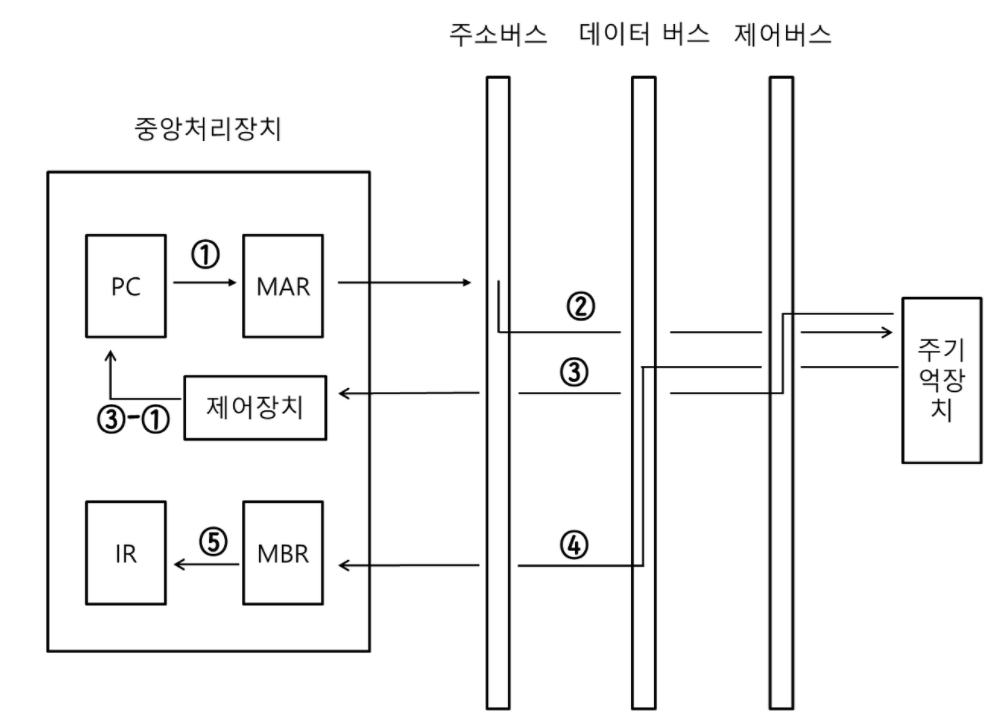 주소버스 데이터 버스 제어버스
중앙처리장치
① 
PC MAR
②
주기
억장
치
③
제어장치
③-①
④
⑤
IR MBR